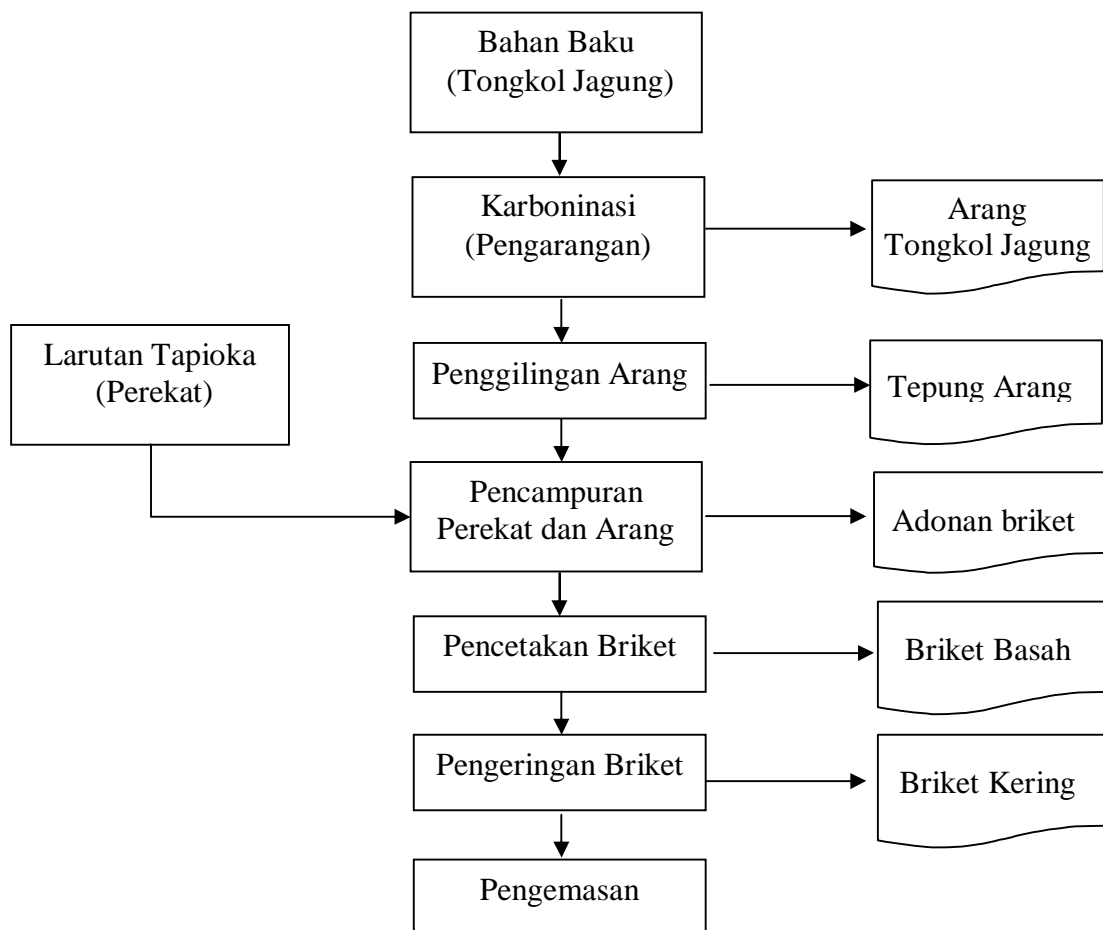 Bahan Baku
(Tongkol Jagung)
Karboninasi
(Pengarangan)
Arang
Tongkol Jagung
Larutan Tapioka
(Perekat)
Penggilingan Arang
Tepung Arang
Pencampuran
Perekat dan Arang
Adonan briket
Pencetakan Briket
Briket Basah
Pengeringan Briket
Briket Kering
Pengemasan